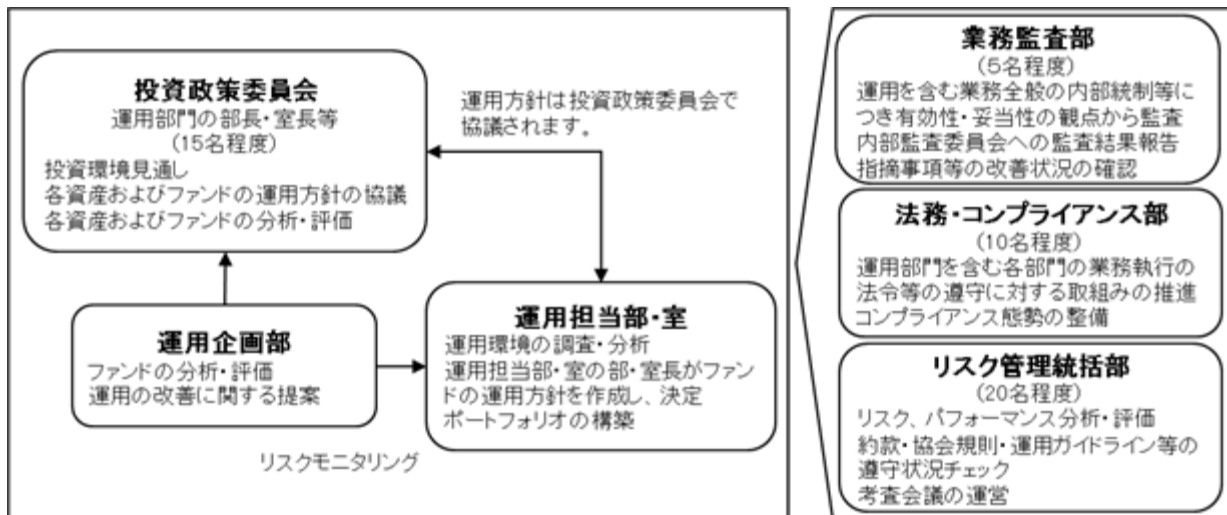 投資政策委員会
運用部門の部長・室長等
(15名程度)
投資環境見通し
各資産およびファンドの運用方針の協議
各資産およびファンドの分析・評価
運用方針は投資政策委員会で
協議されます。
運用企画部
ファンドの分析・評価
運用の改善に関する提案
運用担当部・室
運用環境の調査・分析
運用担当部・室の部・室長がファン
ドの運用方針を作成し、決定
ポートフォリオの構築
リスクモニタリング
業務監査部
(5名程度)
運用を含む業務全般の内部統制等に
つき有効性・妥当性の観点から監査
内部監査委員会への監査結果報告
指摘事項等の改善状況の確認
法務・コンプライアンス部
(10名程度)
運用部門を含む各部門の業務執行の
法令等の遵守に対する取組みの推進
コンプライアンス態勢の整備
リスク管理統括部
(20名程度)
リスク、パフォーマンス分析・評価
約款・協会規則・運用ガイドライン等の
遵守状況チェック
考査会議の運営